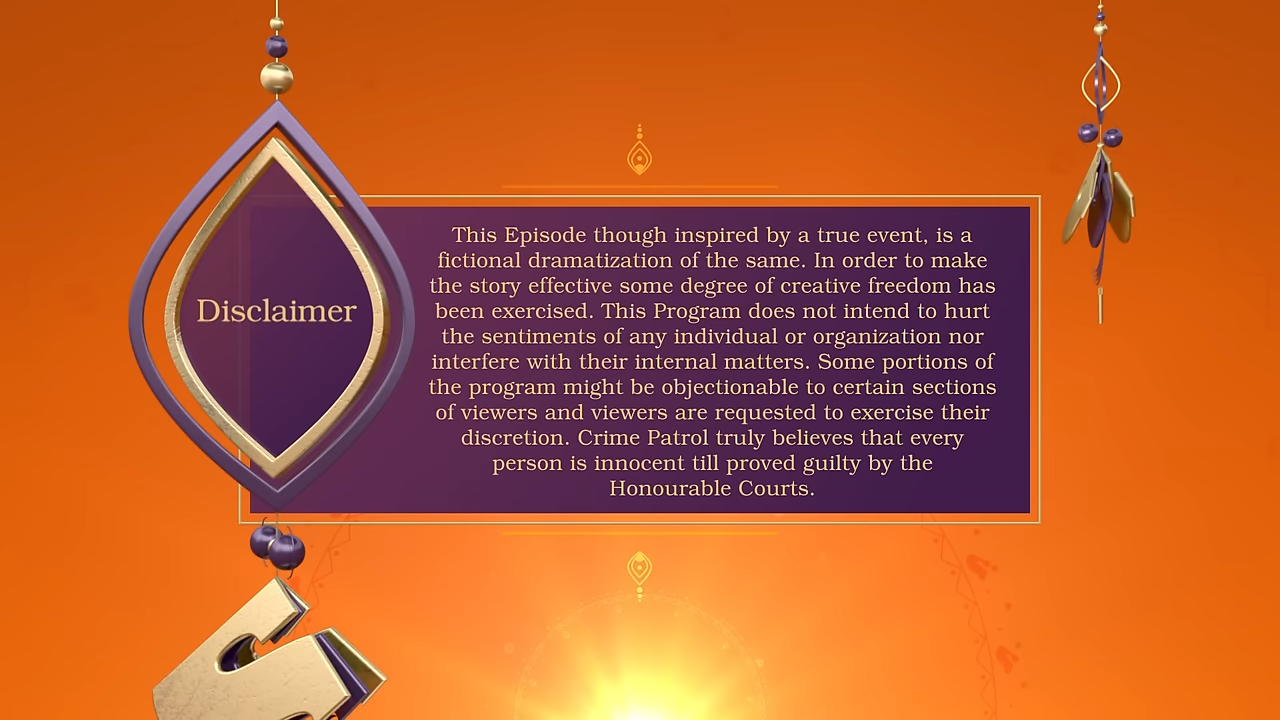 Disclaimer
This Episode though inspired by a true event, is a
fictional dramatization of the same. In order to make
the story effective some degree of creative freedom has
been exercised. This Program does not intend to hurt
the sentiments of any individual or organization nor
interfere with their internal matters. Some portions of
the program might be objectionable to certain sections
of viewers and viewers are requested to exercise their
discretion. Crime Patrol truly believes that every
person is innocent till proved guilty by the
Honourable Courts.